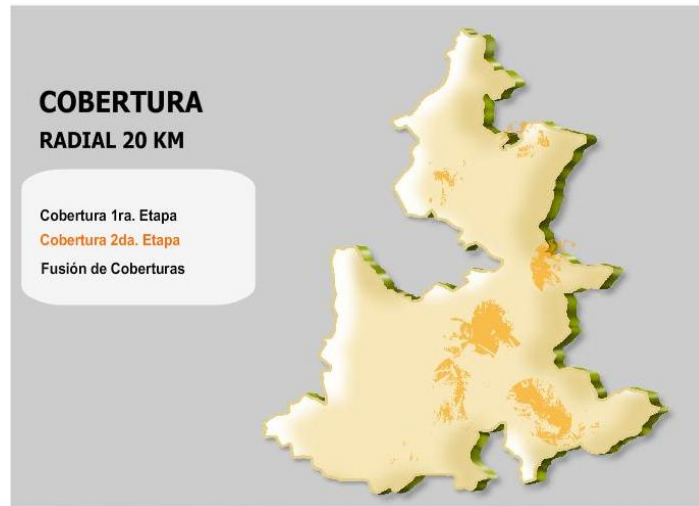 COBERTURA
RADIAL 20 KM
Cobertura 1ra. Etapa
Cobertura 2da. Etapa
Fusión de Coberturas